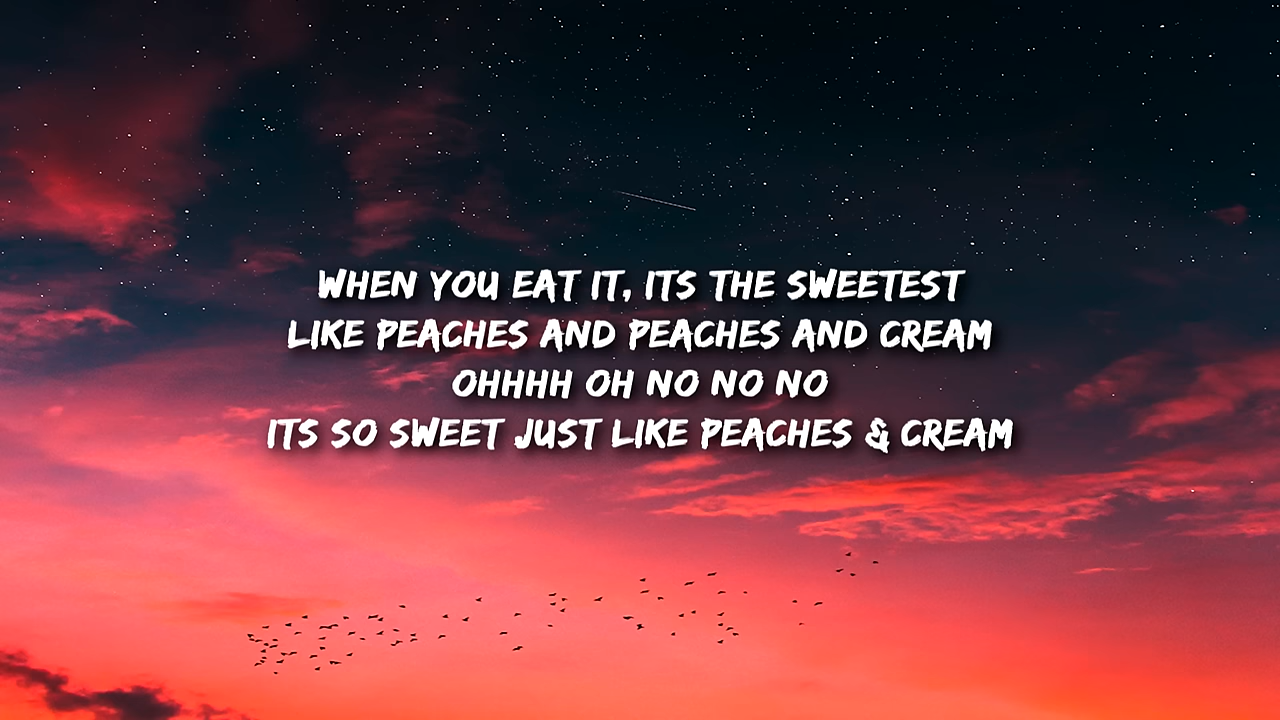 WHEN YOU EAT IT, ITS THE SWEETEST
LIKE PEACHES AND PEACHES AND CREAM
OHHHH OH NO NO NO
ITS SO SWEET JUST LIKE PEACHES & CREAM